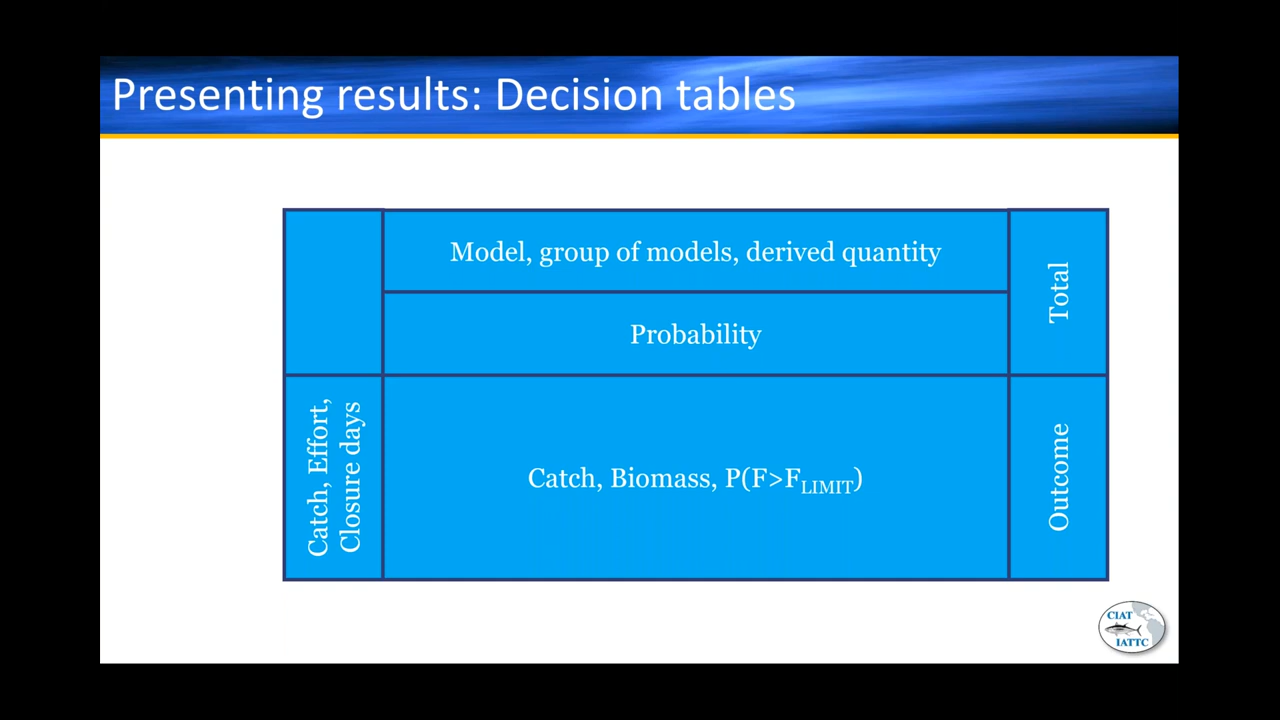 Presenting results: Decision tables
Model, group of models, derived quantity
Total
Probability
Catch, Effort,
Closure days
Catch, Biomass, P(F>F_LIMIT)
Outcome
CIAT
IATTC